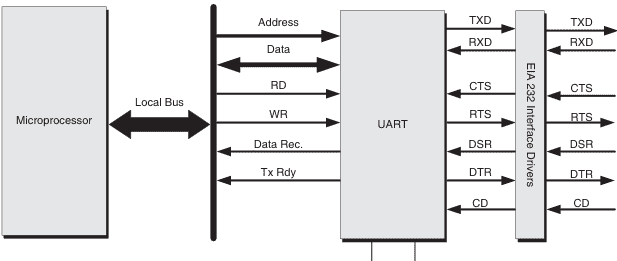 Address
Data
RD
WR
Data Rec.
Tx Rdy
Microprocessor
Local Bus
UART
TXD
RXD
CTS
RTS
DSR
DTR
CD
EIA 232 Interface Drivers
TXD
RXD
CTS
RTS
DSR
DTR
CD